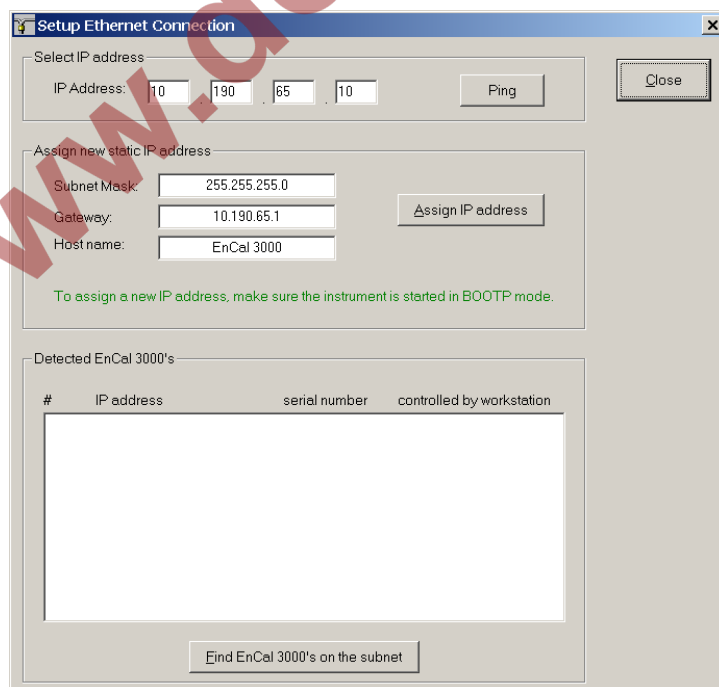 Setup Ethernet Connection
Select IP address
IP Address: 10 . 190 . 65 . 10 Ping
Close
Assign new static IP address
Subnet Mask: 255.255.255.0
Gateway: 10.190.65.1
Assign IP address
Host name: EnCal 3000
To assign a new IP address, make sure the instrument is started in BOOTP mode.
Detected EnCal 3000's
# IP address serial number controlled by workstation
Find EnCal 3000's on the subnet